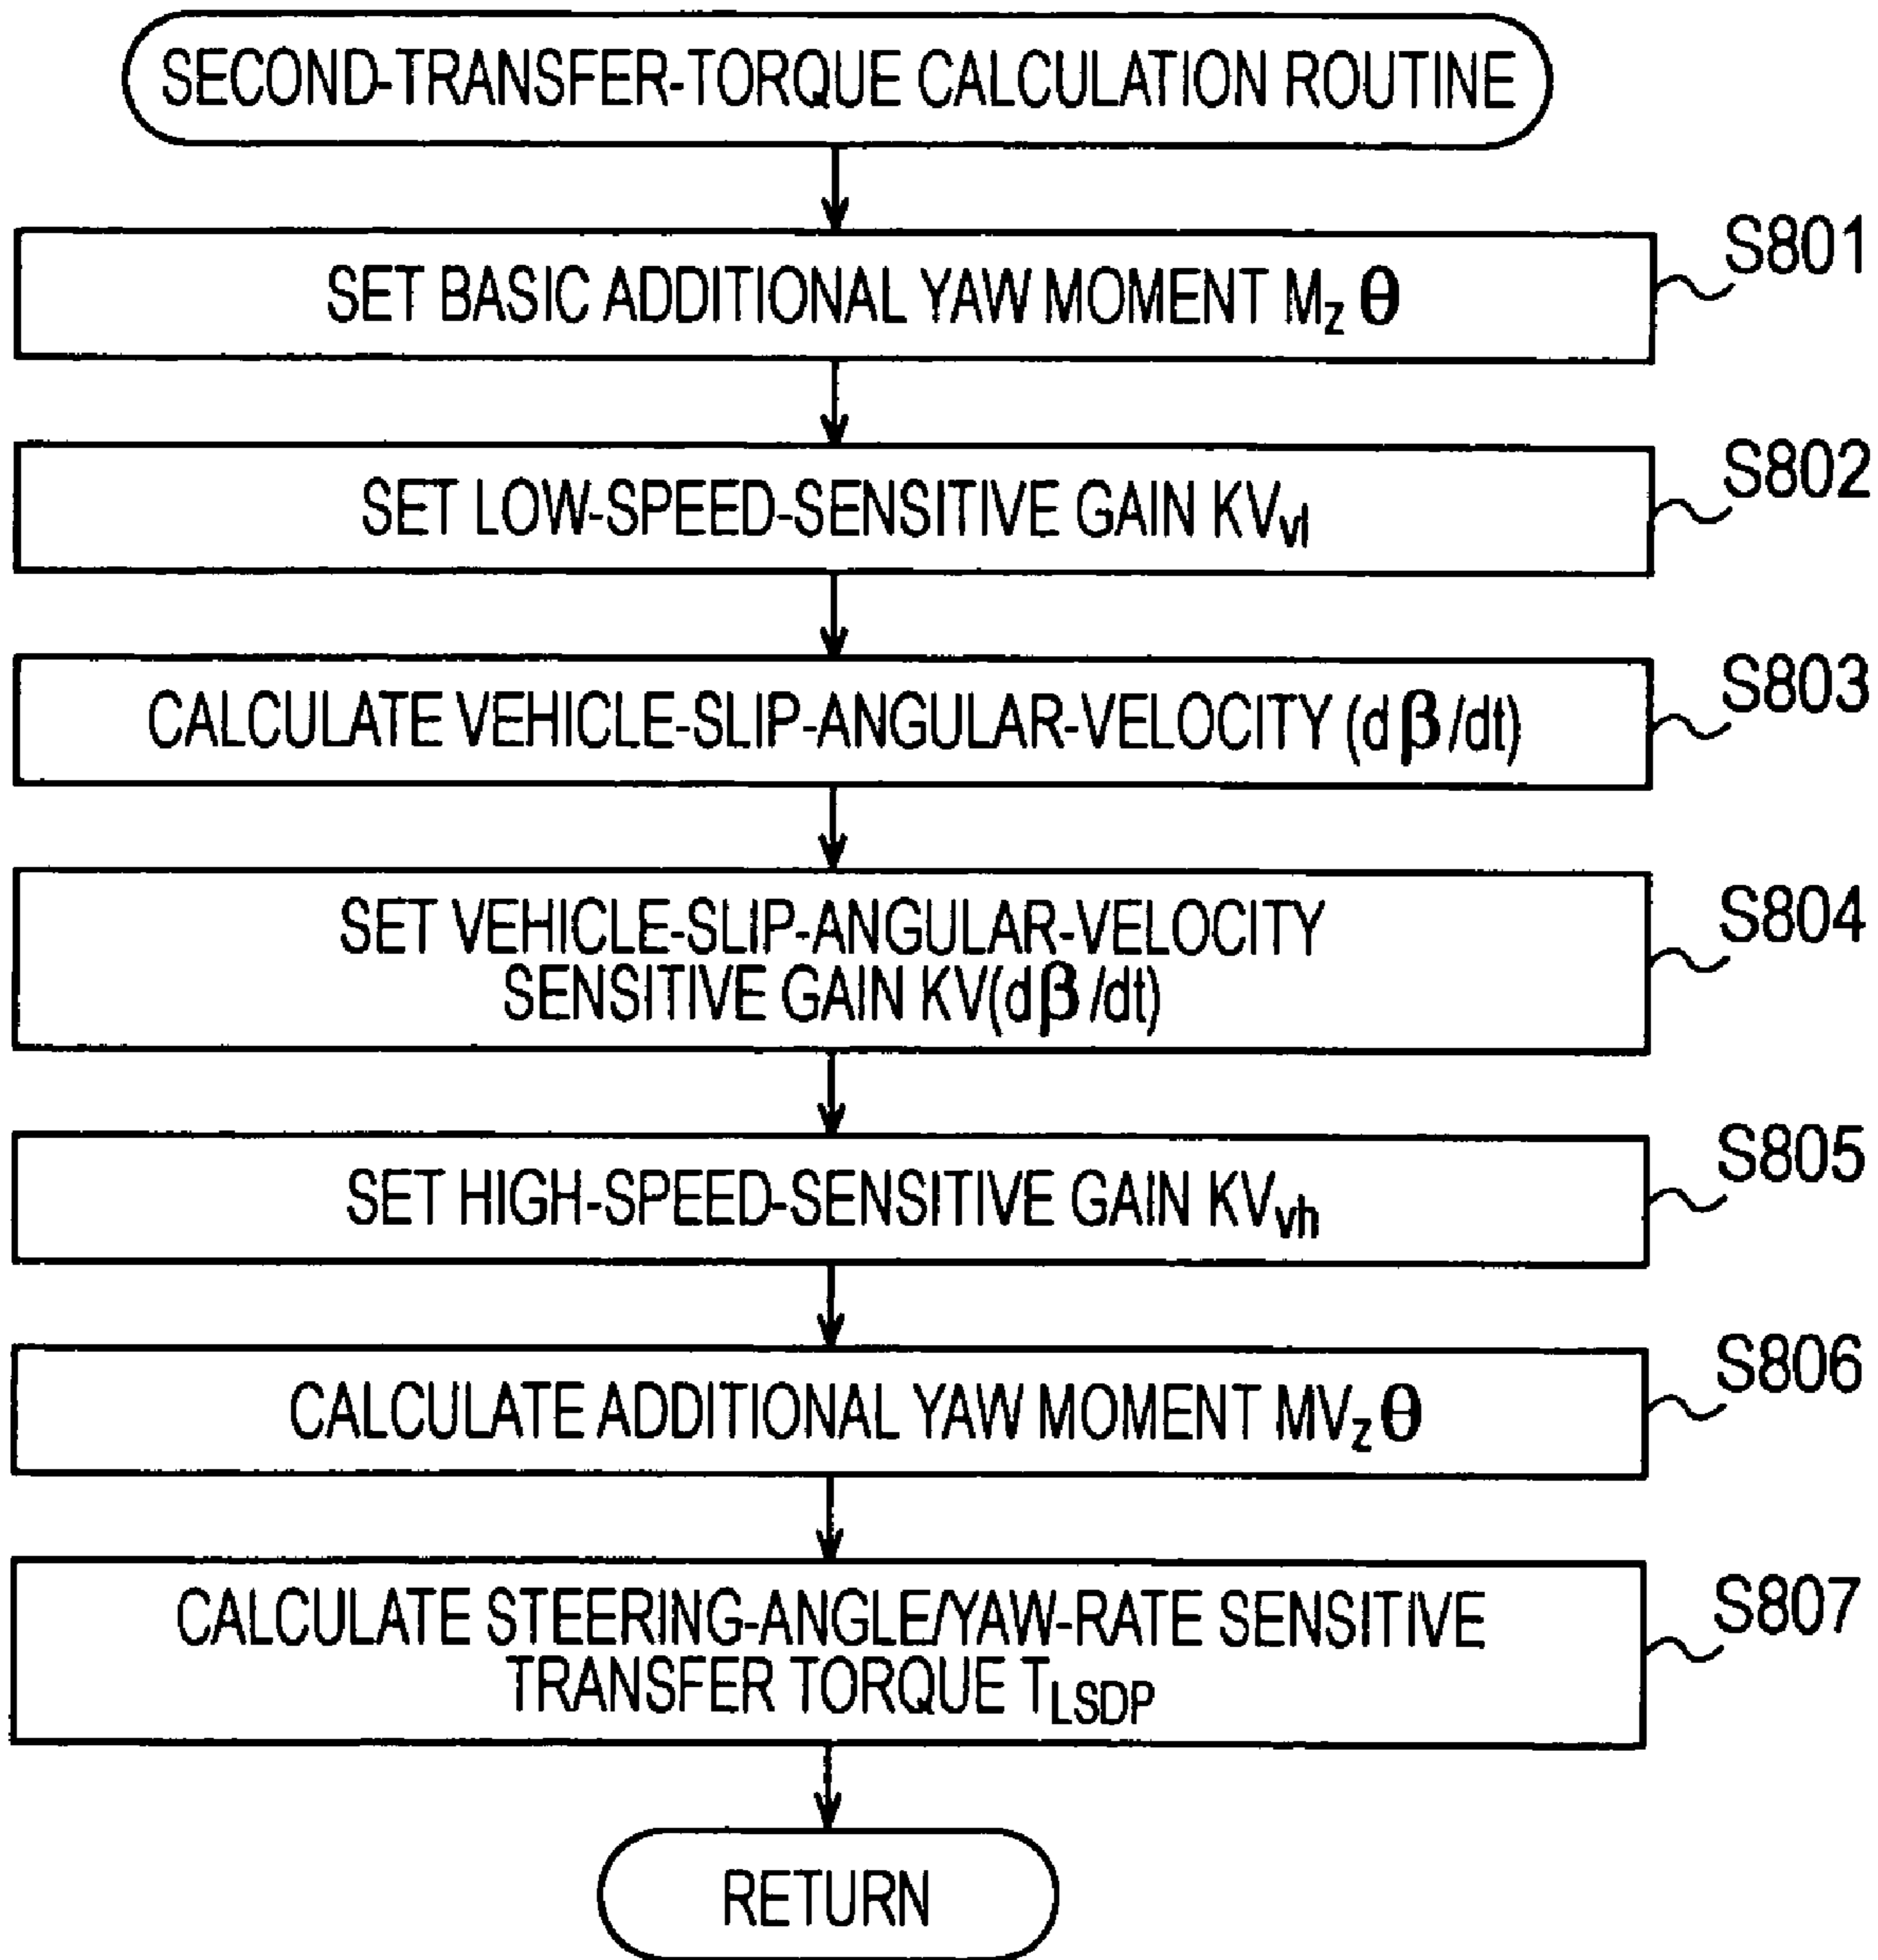 SECOND-TRANSFER-TORQUE CALCULATION ROUTINE
SET BASIC ADDITIONAL YAW MOMENT Mzθ
S801
SET LOW-SPEED-SENSITIVE GAIN KVvl
S802
CALCULATE VEHICLE-SLIP-ANGULAR-VELOCITY (dβ/dt)
S803
SET VEHICLE-SLIP-ANGULAR-VELOCITY
SENSITIVE GAIN KV(dβ/dt)
S804
SET HIGH-SPEED-SENSITIVE GAIN KVvh
S805
CALCULATE ADDITIONAL YAW MOMENT MVzθ
S806
CALCULATE STEERING-ANGLE/YAW-RATE SENSITIVE
TRANSFER TORQUE TLSDP
S807
RETURN